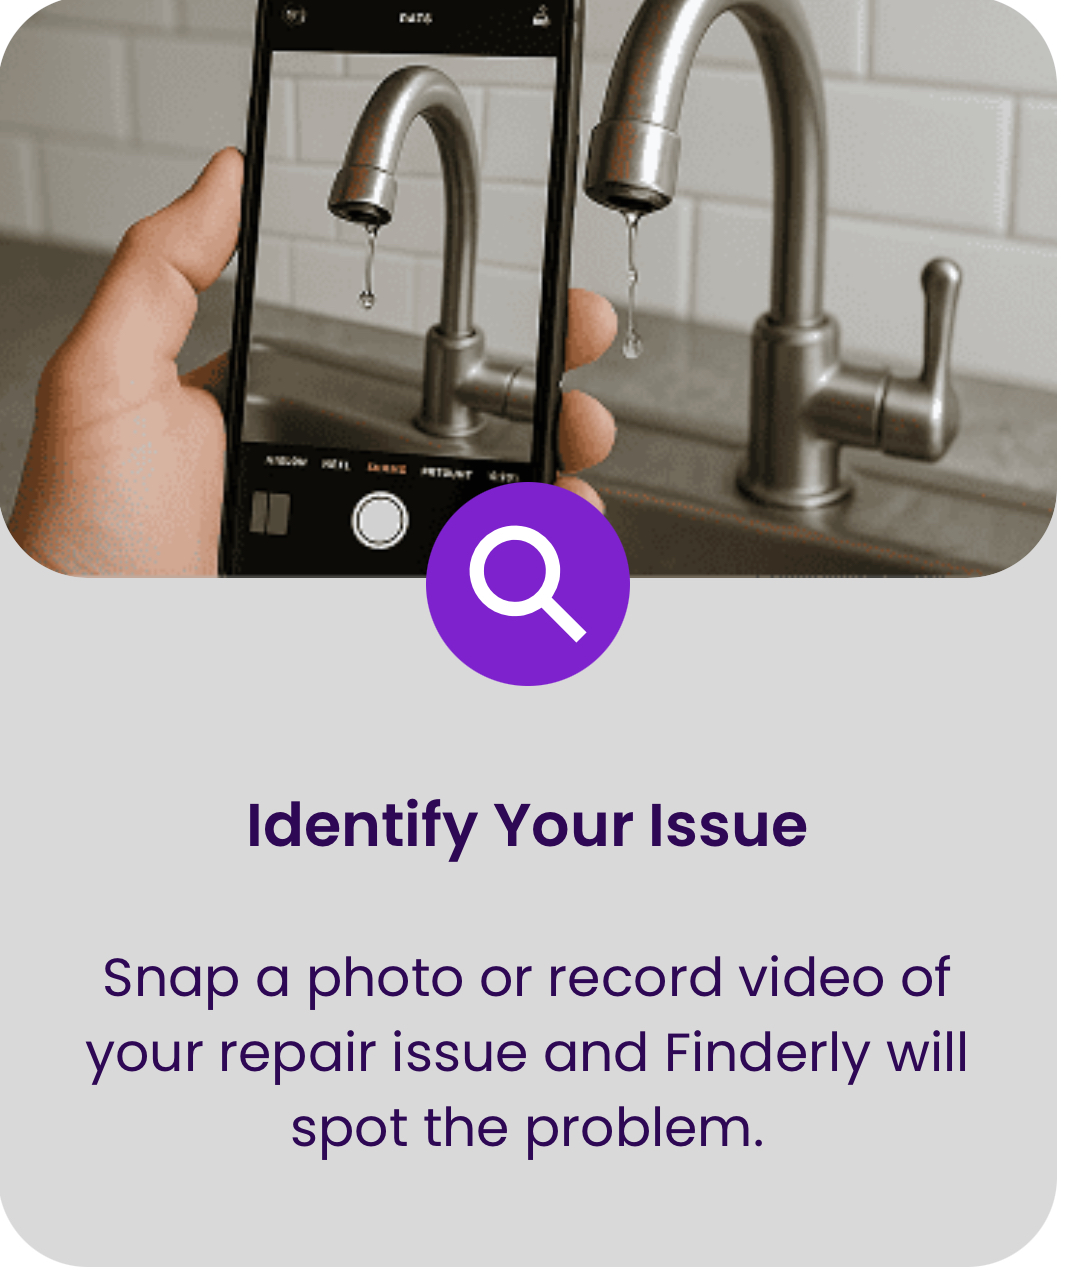 Identify Your Issue
Snap a photo or record video of
your repair issue and Finderly will
spot the problem.